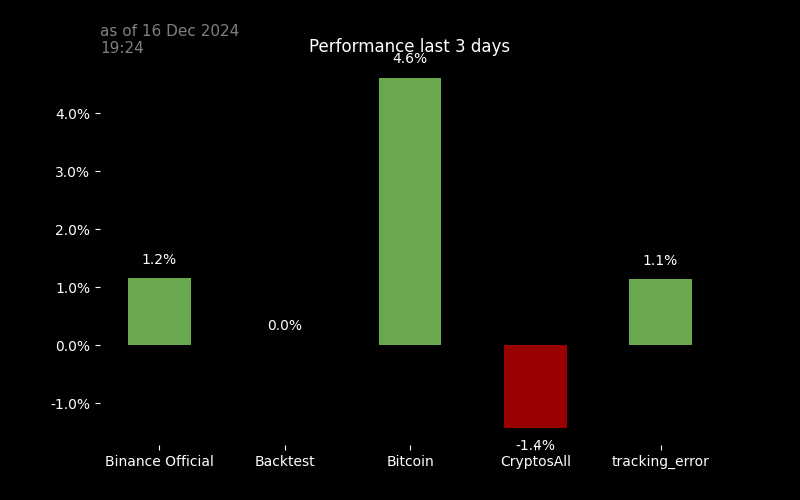 as of 16 Dec 2024
19:24
Performance last 3 days
4.6%
4.0%
3.0%
2.0%
1.2%
1.1%
1.0%
0.0%
0.0%
-1.0%
-1.4%
Binance Official
Backtest
Bitcoin
CryptosAll
tracking_error